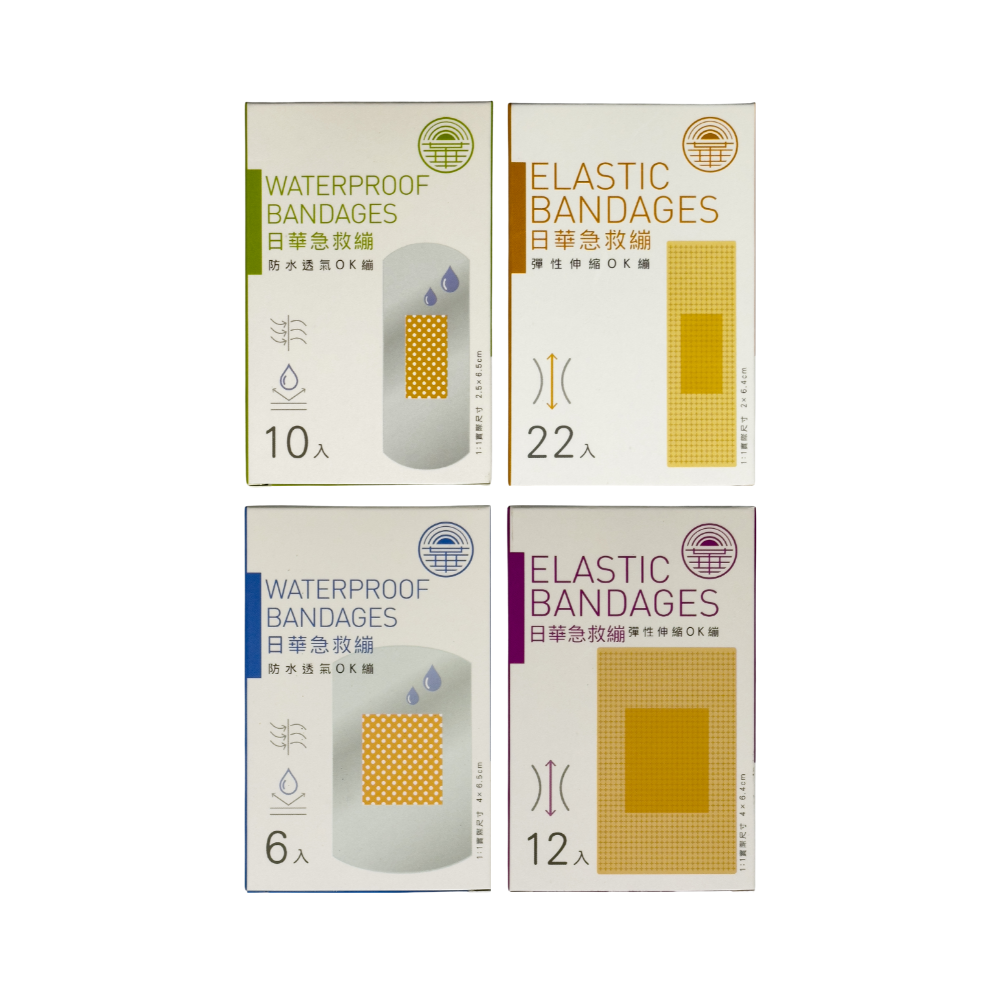 WATERPROOF
BANDAGES
日華急救繃
防水透氣OK繃
10入
1:1實際尺寸 2.5×6.5cm
華
ELASTIC
BANDAGES
日華急救繃
彈性伸縮OK繃
22入
1:1實際尺寸 2×6.4cm
華
WATERPROOF
BANDAGES
日華急救繃
防水透氣OK繃
6入
1:1實際尺寸 4×6.5cm
華
ELASTIC
BANDAGES
日華急救繃 彈性伸縮OK繃
12入
1:1實際尺寸 4×6.4cm
華